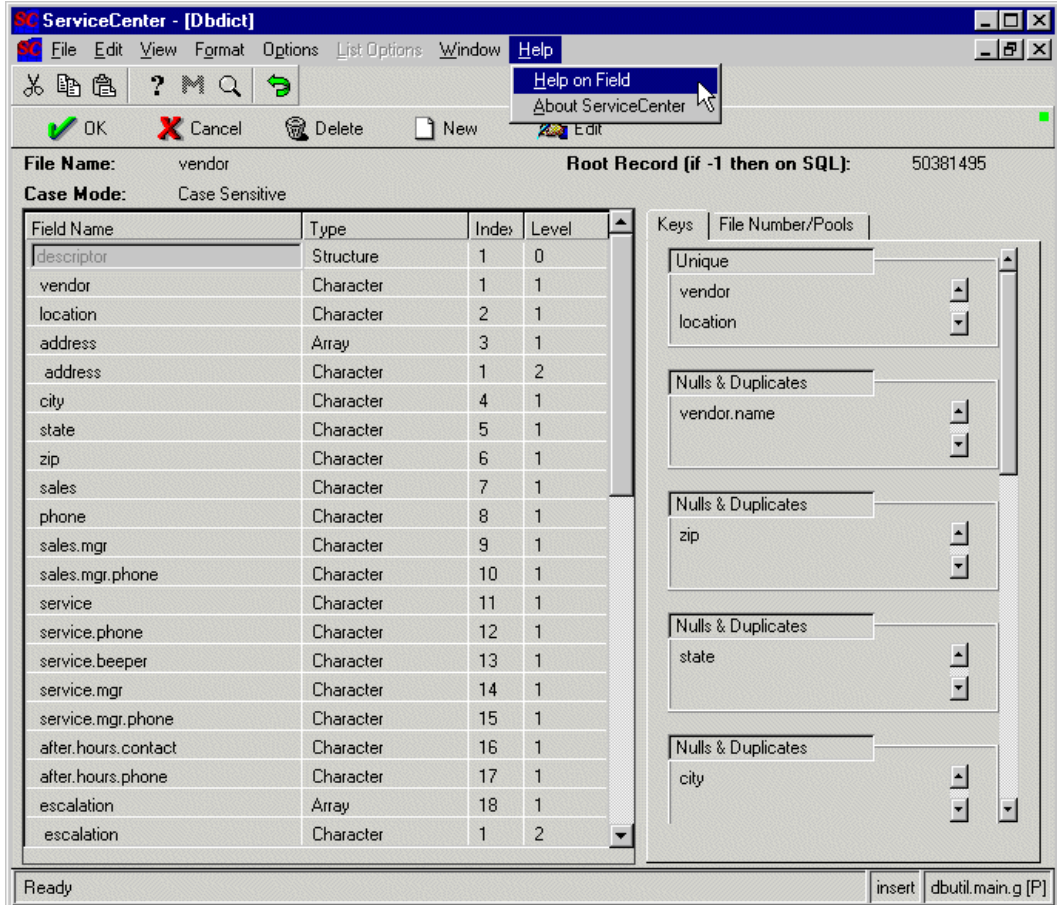 SC ServiceCenter - [Dbdict]
SC File Edit View Format Options List Options Window Help
Help on Field
About ServiceCenter
OK Cancel Delete New Edit
File Name: vendor Root Record (if -1 then on SQL): 50381495
Case Mode: Case Sensitive
Field Name Type Index Level
descriptor Structure 1 0
vendor Character 1 1
location Character 2 1
address Array 3 1
address Character 1 2
city Character 4 1
state Character 5 1
zip Character 6 1
sales Character 7 1
phone Character 8 1
sales.mgr Character 9 1
sales.mgr.phone Character 10 1
service Character 11 1
service.phone Character 12 1
service.beeper Character 13 1
service.mgr Character 14 1
service.mgr.phone Character 15 1
after.hours.contact Character 16 1
after.hours.phone Character 17 1
escalation Array 18 1
escalation Character 1 2
Keys File Number/Pools
Unique
vendor
location
Nulls & Duplicates
vendor.name
Nulls & Duplicates
zip
Nulls & Duplicates
state
Nulls & Duplicates
city
Ready insert dbutil.main.g [P]